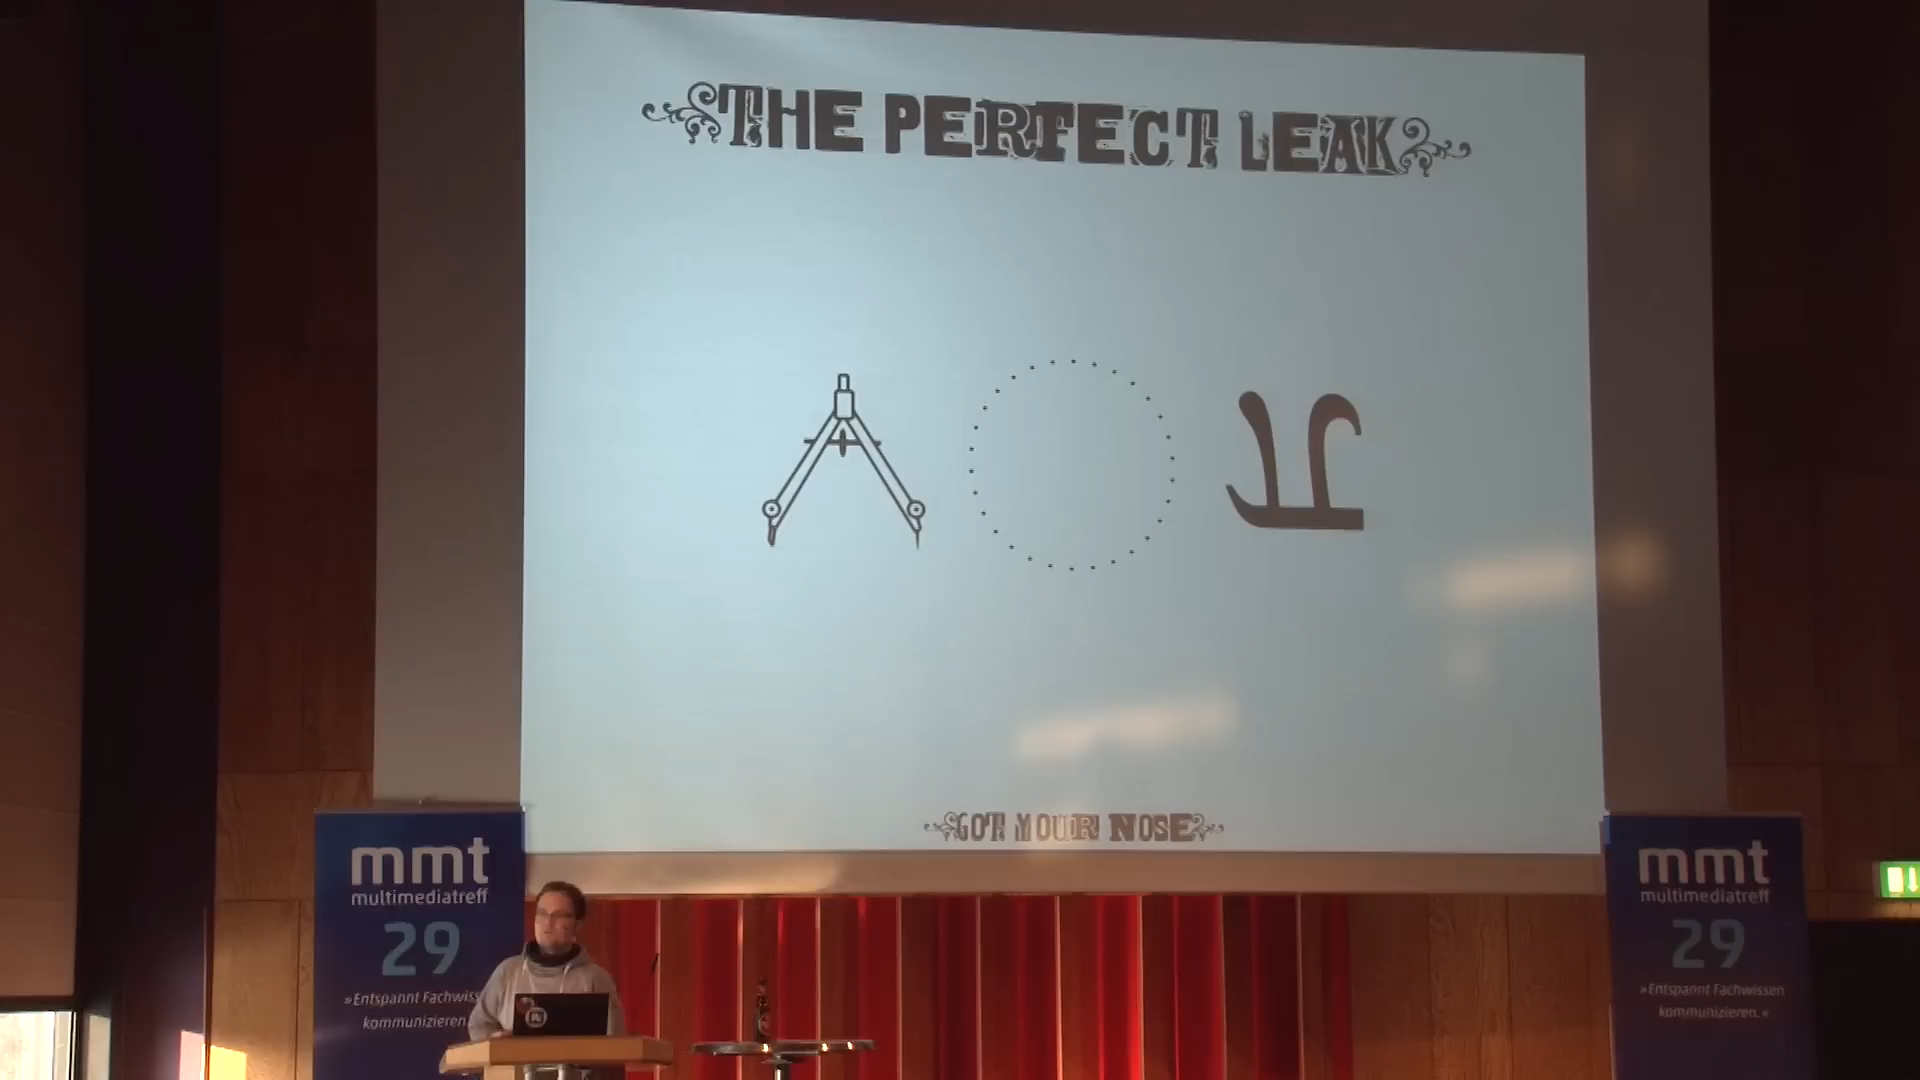 THE PERFECT LEAK
GOT YOUR NOSE
mmt
multimediatreff
29
»Entspannt Fachwiss
kommunizieren.
mmt
multimediatreff
29
»Entspannt Fachwissen
kommunizieren.«